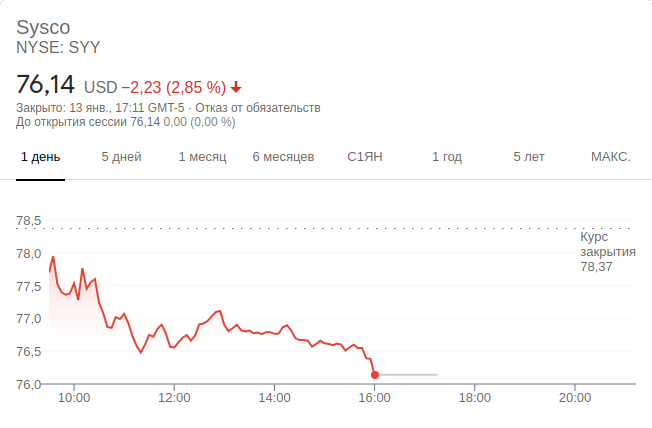 Sysco
NYSE: SYY
76,14 USD −2,23 (2,85 %)
Закрыто: 13 янв., 17:11 GMT-5 · Отказ от обязательств
До открытия сессии 76,14 0,00 (0,00 %)
1 день 5 дней 1 месяц 6 месяцев С1ЯН 1 год 5 лет МАКС.
78,5
Курс
закрытия
78,37
78,0
77,5
77,0
76,5
76,0
10:00 12:00 14:00 16:00 18:00 20:00